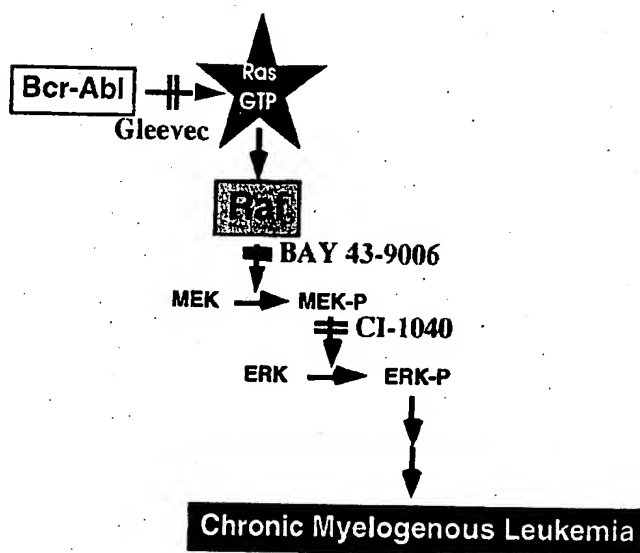 Bcr-Abl
Ras
GTP
Gleevec
Raf
BAY 43-9006
MEK
MEK-P
CI-1040
ERK
ERK-P
Chronic Myelogenous Leukemia